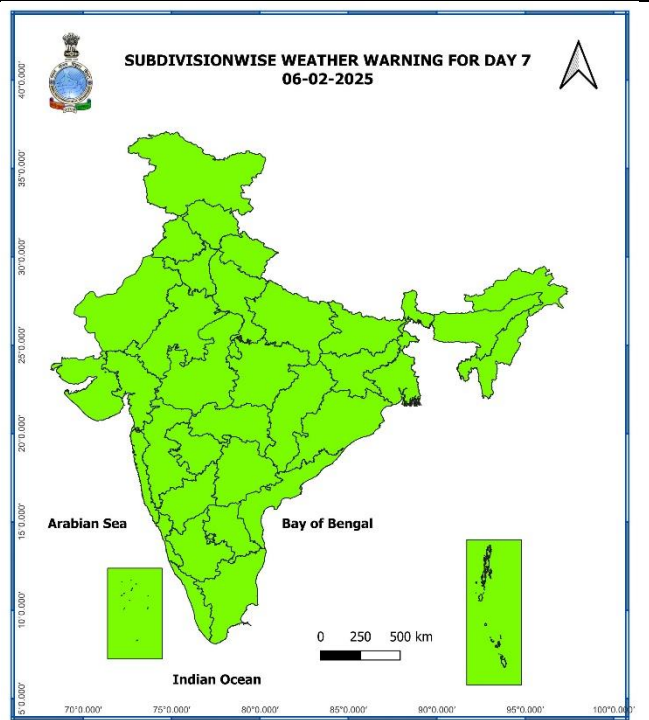 SUBDIVISIONWISE WEATHER WARNING FOR DAY 7
06-02-2025
40°0.000'
35°0.000'
30°0.000'
25°0.000'
20°0.000'
15°0.000'
10°0.000'
5°0.000'
Arabian Sea
Bay of Bengal
0 250 500 km
Indian Ocean
70°0.000' 75°0.000' 80°0.000' 85°0.000' 90°0.000' 95°0.000' 100°0.000'